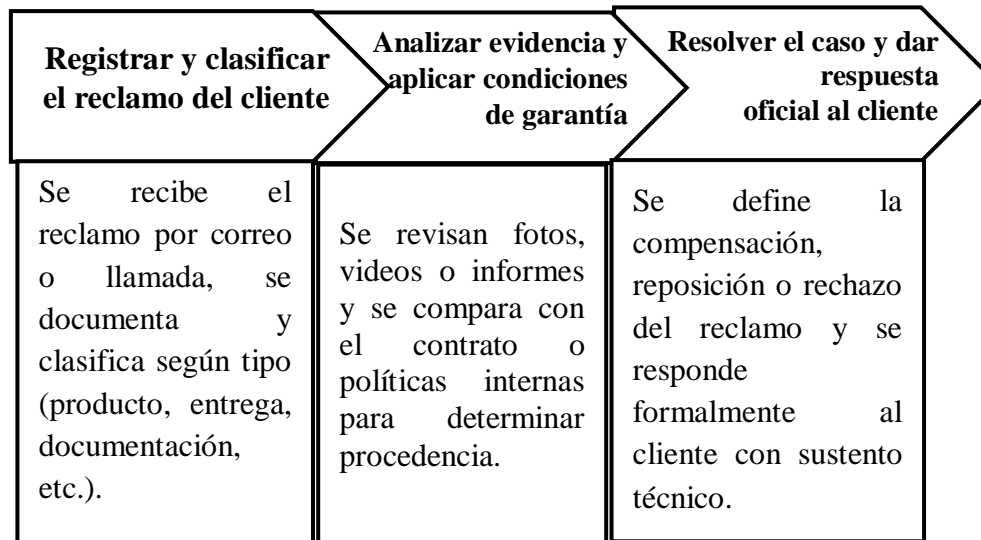 Registrar y clasificar
el reclamo del cliente
Se recibe el
reclamo por correo
o llamada, se
documenta y
clasifica según tipo
(producto, entrega,
documentación,
etc.).
Analizar evidencia y
aplicar condiciones
de garantía
Se revisan fotos,
videos o informes
y se compara con
el contrato o
políticas internas
para determinar
procedencia.
Resolver el caso y dar
respuesta
oficial al cliente
Se define la
compensación,
reposición o rechazo
del reclamo y se
responde
formalmente al
cliente con sustento
técnico.